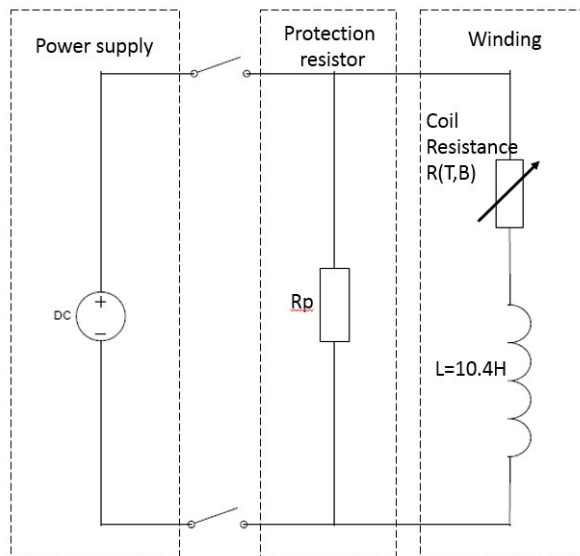 Power supply
Protection
resistor
Winding
Coil
Resistance
R(T,B)
+
DC
Rp
L=10.4H